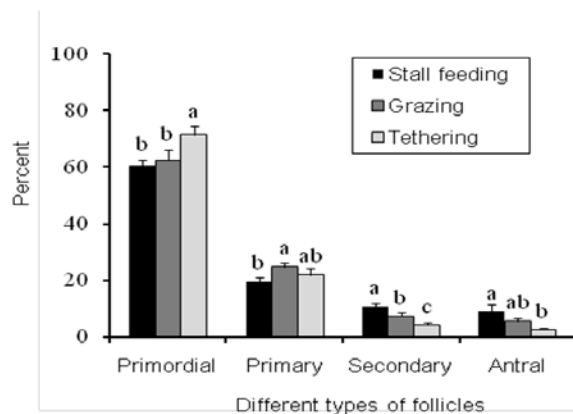 100
80
60
40
20
0
Percent
Stall feeding
Grazing
Tethering
b b a
b a ab
a b c
a ab b
Primordial Primary Secondary Antral
Different types of follicles